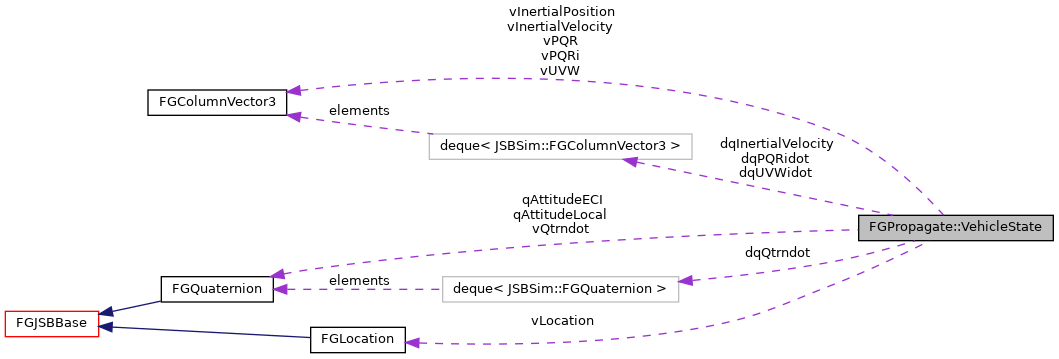 vInertialPosition
vInertialVelocity
vPQR
vPQRi
vUVW
FGColumnVector3
elements
deque< JSBSim::FGColumnVector3 >
dqInertialVelocity
dqPQRidot
dqUVWidot
qAttitudeECI
qAttitudeLocal
vQtrndot
FGPropagate::VehicleState
dqQtrndot
FGQuaternion
elements
deque< JSBSim::FGQuaternion >
FGJSBBase
vLocation
FGLocation